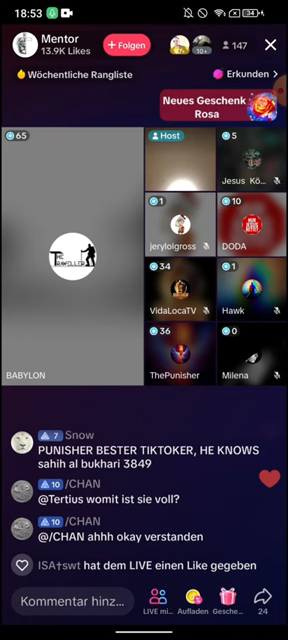 18:53
34
Mentor
13.9K Likes
+ Folgen
10+
147
Wöchentliche Rangliste
Erkunden >
Neues Geschenk
Rosa
65
Host
5
Jesus Kö...
1
jerylolgross
10
DODA
THE
TRAVELLER
34
VidaLocaTV
1
Hawk
36
ThePunisher
0
Milena
BABYLON
7 Snow
PUNISHER BESTER TIKTOKER, HE KNOWS
sahih al bukhari 3849
10 /CHAN
@Tertius womit ist sie voll?
10 /CHAN
@/CHAN ahhh okay verstanden
ISA†swt hat dem LIVE einen Like gegeben
Kommentar hinz...
LIVE mi...
Aufladen
Gesche...
24